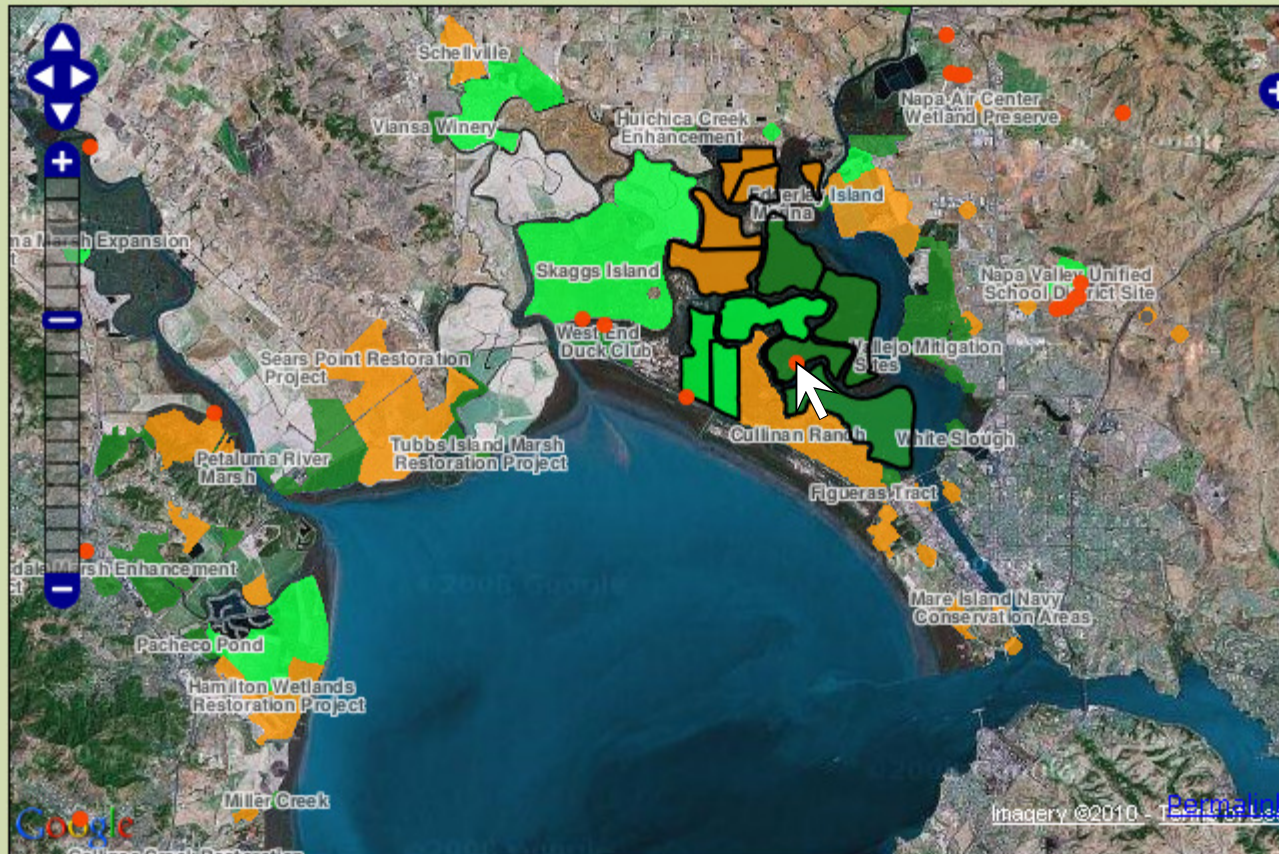 Schellville
Napa Air Center
Wetland Preserve
Viansa Winery
Huichica Creek
Enhancement
Edgerley Island
Marina
ma Marsh Expansion
Skaggs Island
Napa Valley Unified
School District Site
West End
Duck Club
Vallejo Mitigation
Sites
Sears Point Restoration
Project
Cullinan Ranch
White Slough
Tubbs Island Marsh
Restoration Project
Petaluma River
Marsh
Figueras Tract
dale Marsh Enhancement
ct
© 2008 Google
Mare Island Navy
Conservation Areas
Pacheco Pond
Hamilton Wetlands
Restoration Project
Miller Creek
Google
Imagery ©2010 -
Permalink